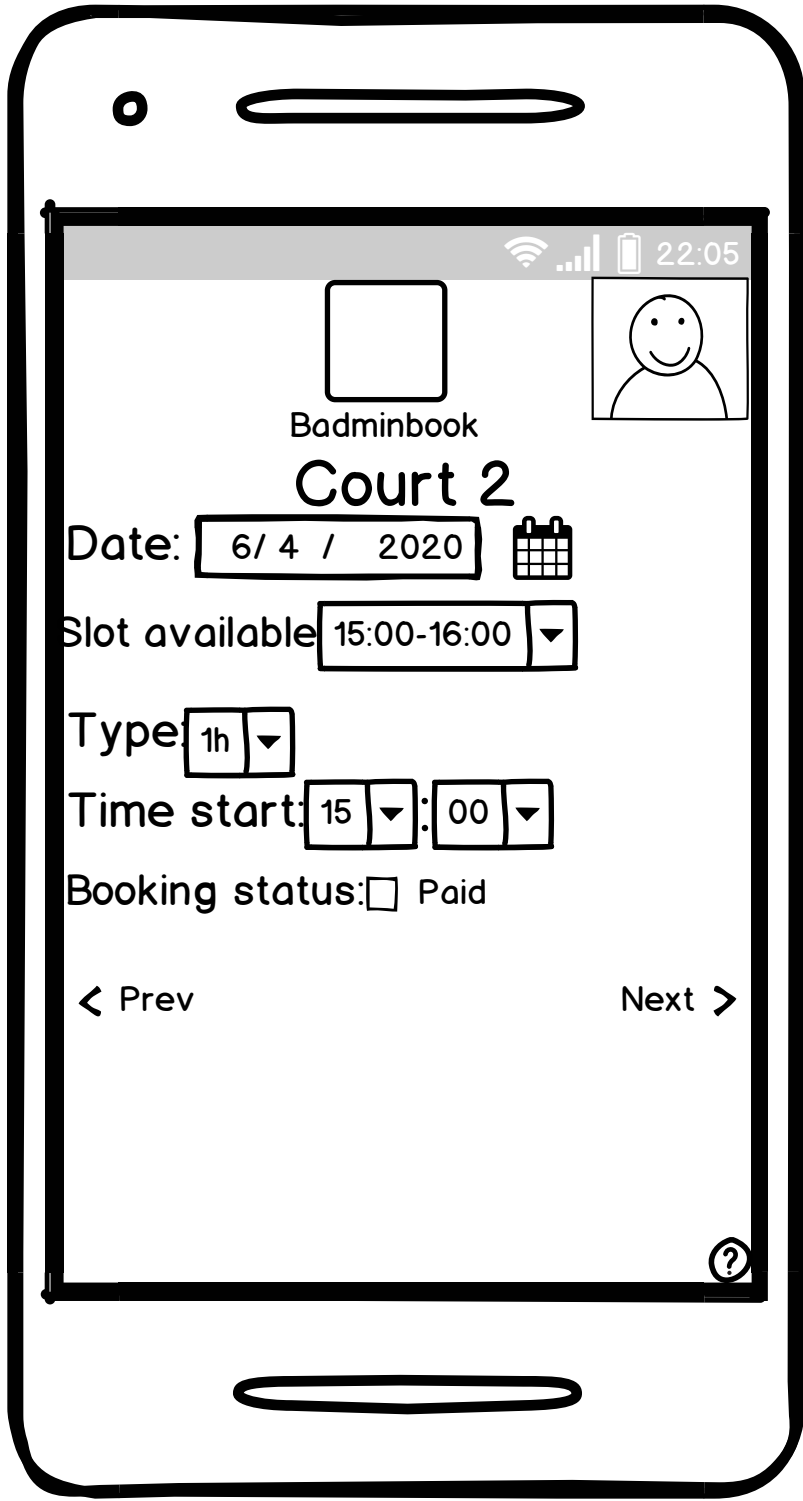 22:05
Badminbook
Court 2
Date: 6/ 4 / 2020
Slot available 15:00-16:00
Type: 1h
Time start: 15 : 00
Booking status: Paid
< Prev Next >
?